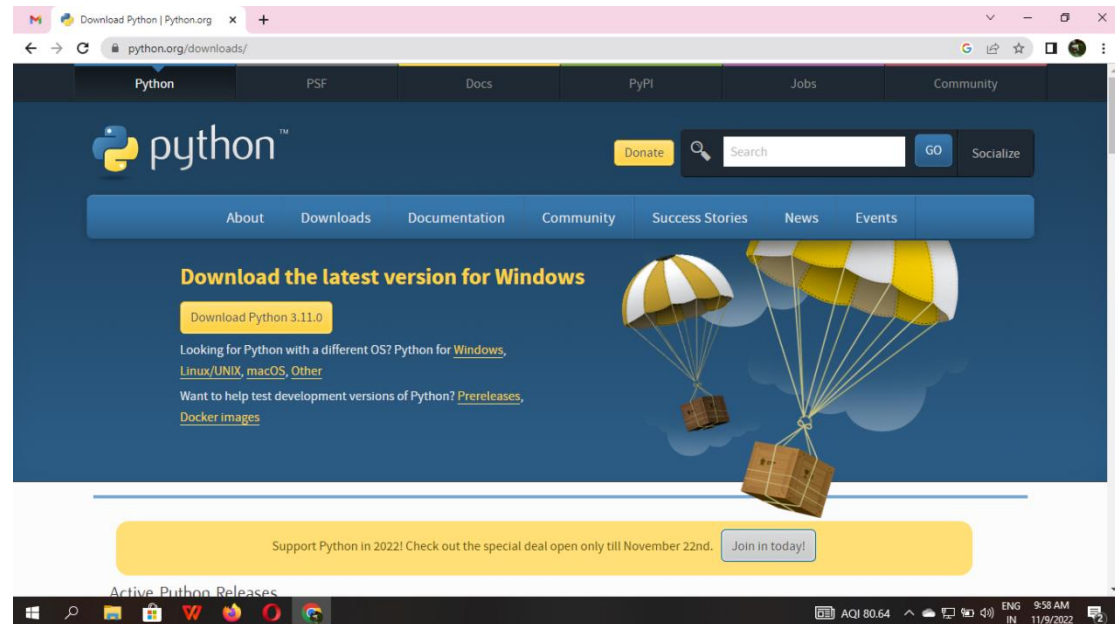 Download Python | Python.org
python.org/downloads/
Python PSF Docs PyPI Jobs Community
python™
Donate Search GO Socialize
About Downloads Documentation Community Success Stories News Events
Download the latest version for Windows
Download Python 3.11.0
Looking for Python with a different OS? Python for Windows,
Linux/UNIX, macOS, Other
Want to help test development versions of Python? Prereleases,
Docker images
Support Python in 2022! Check out the special deal open only till November 22nd. Join in today!
Active Python Releases
AQI 80.64 ENG 9:58 AM
IN 11/9/2022
2